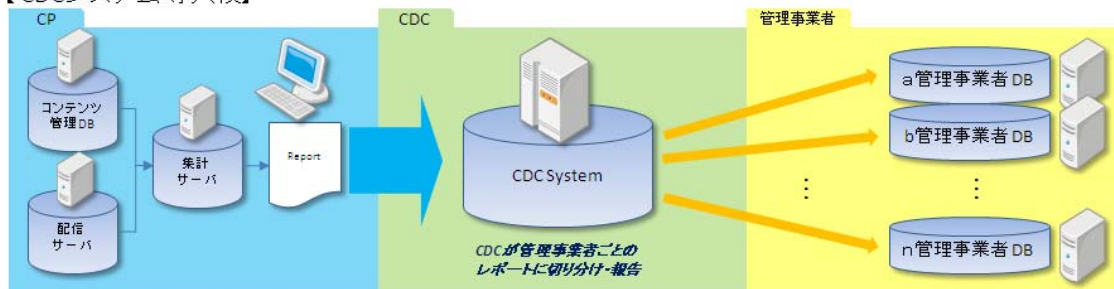 CP
CDC
管理事業者
コンテンツ
管理DB
配信
サーバ
集計
サーバ
Report
CDC System
CDCが管理事業者ごとの
レポートに切り分け・報告
a管理事業者DB
b管理事業者DB
⋮
⋮
n管理事業者DB